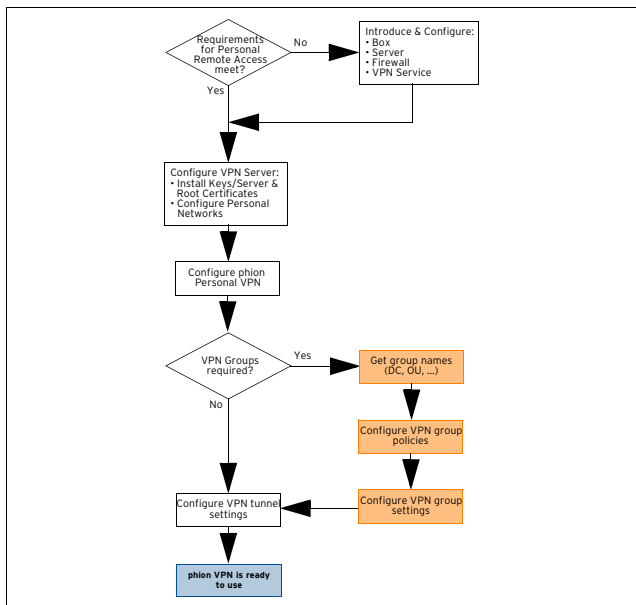 Requirements
for Personal
Remote Access
meet?
No
Introduce & Configure:
• Box
• Server
• Firewall
• VPN Service
Yes
Configure VPN Server:
• Install Keys/Server &
Root Certificates
• Configure Personal
Networks
Configure phion
Personal VPN
VPN Groups
required?
Yes
Get group names
(DC, OU, ...)
No
Configure VPN group
policies
Configure VPN group
settings
Configure VPN tunnel
settings
phion VPN is ready
to use